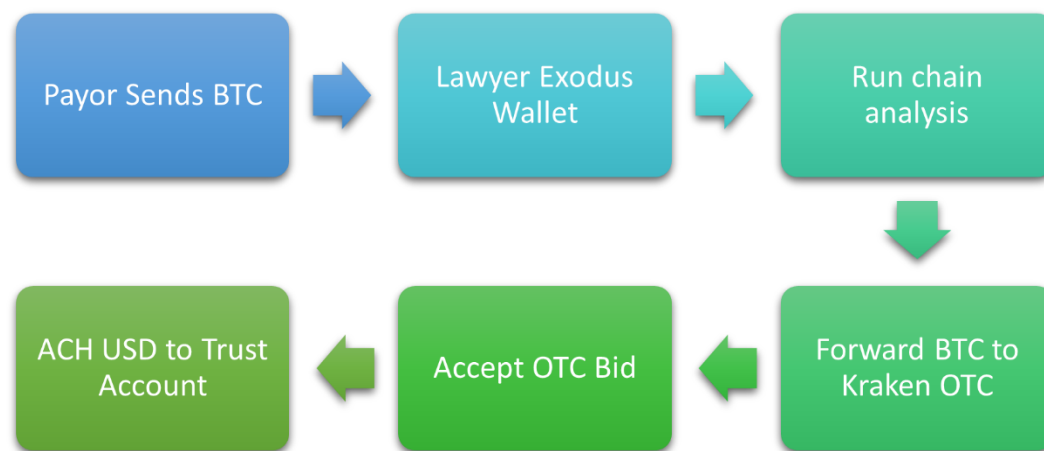 Payor Sends BTC
Lawyer Exodus
Wallet
Run chain
analysis
Forward BTC to
Kraken OTC
Accept OTC Bid
ACH USD to Trust
Account